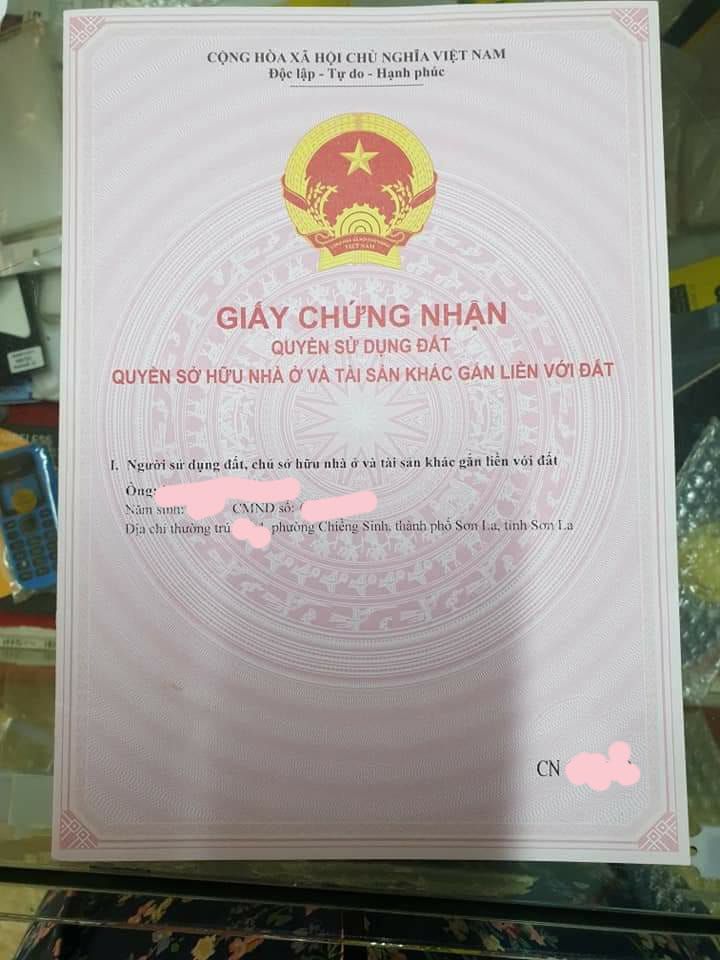 CỘNG HÒA XÃ HỘI CHỦ NGHĨA VIỆT NAM
Độc lập - Tự do - Hạnh phúc
VIỆT NAM
GIẤY CHỨNG NHẬN
QUYỀN SỬ DỤNG ĐẤT
QUYỀN SỞ HỮU NHÀ Ở VÀ TÀI SẢN KHÁC GẮN LIỀN VỚI ĐẤT
I. Người sử dụng đất, chủ sở hữu nhà ở và tài sản khác gắn liền với đất
Ông:
Năm sinh: CMND số:
Địa chỉ thường trú phường Chiềng Sinh, thành phố Sơn La, tỉnh Sơn La
CN